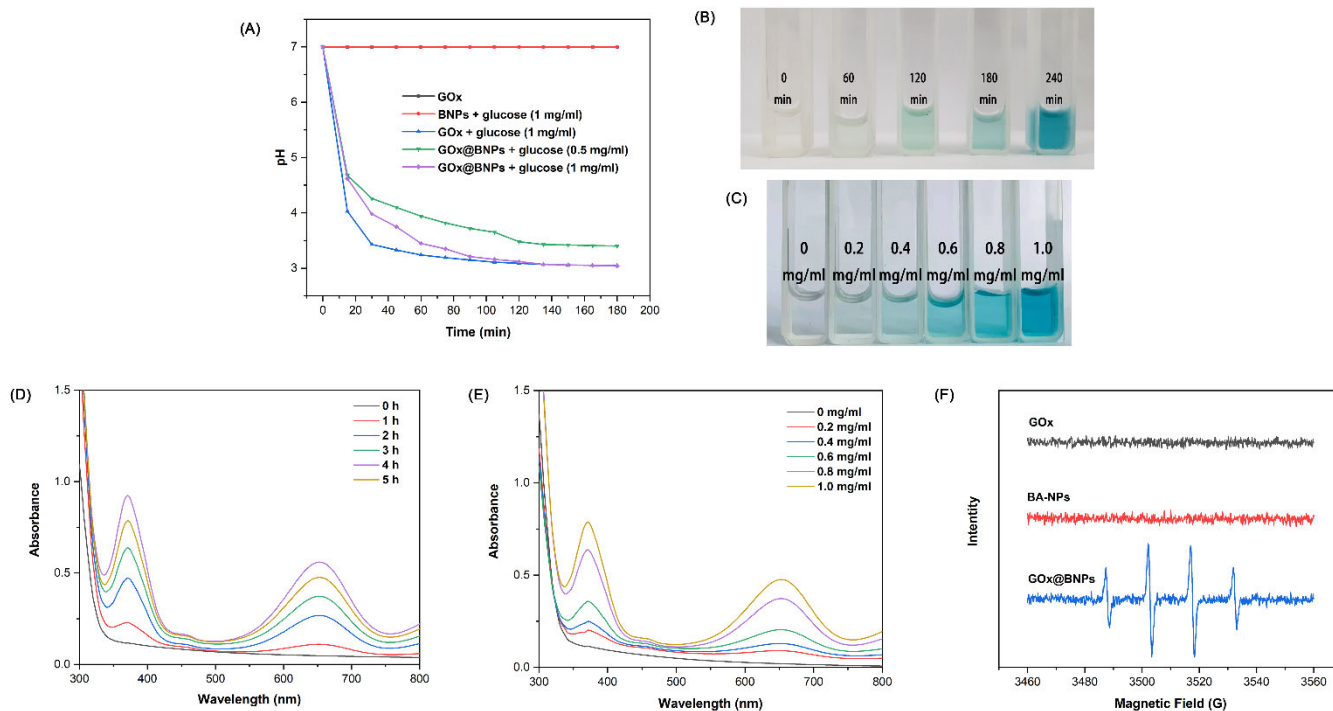 (A)
7
6
5
4
3
pH
GOx
BNPs + glucose (1 mg/ml)
GOx + glucose (1 mg/ml)
GOx@BNPs + glucose (0.5 mg/ml)
GOx@BNPs + glucose (1 mg/ml)
0 20 40 60 80 100 120 140 160 180 200
Time (min)
(B)
0 60 120 180 240
min min min min min
(C)
0 0.2 0.4 0.6 0.8 1.0
mg/ml mg/ml mg/ml mg/ml mg/ml mg/ml
(D)
1.5
1.0
0.5
0.0
Absorbance
0 h
1 h
2 h
3 h
4 h
5 h
300 400 500 600 700 800
Wavelength (nm)
(E)
1.5
1.0
0.5
0.0
Absorbance
0 mg/ml
0.2 mg/ml
0.4 mg/ml
0.6 mg/ml
0.8 mg/ml
1.0 mg/ml
300 400 500 600 700 800
Wavelength (nm)
(F)
Intentity
GOx
BA-NPs
GOx@BNPs
3460 3480 3500 3520 3540 3560
Magnetic Field (G)